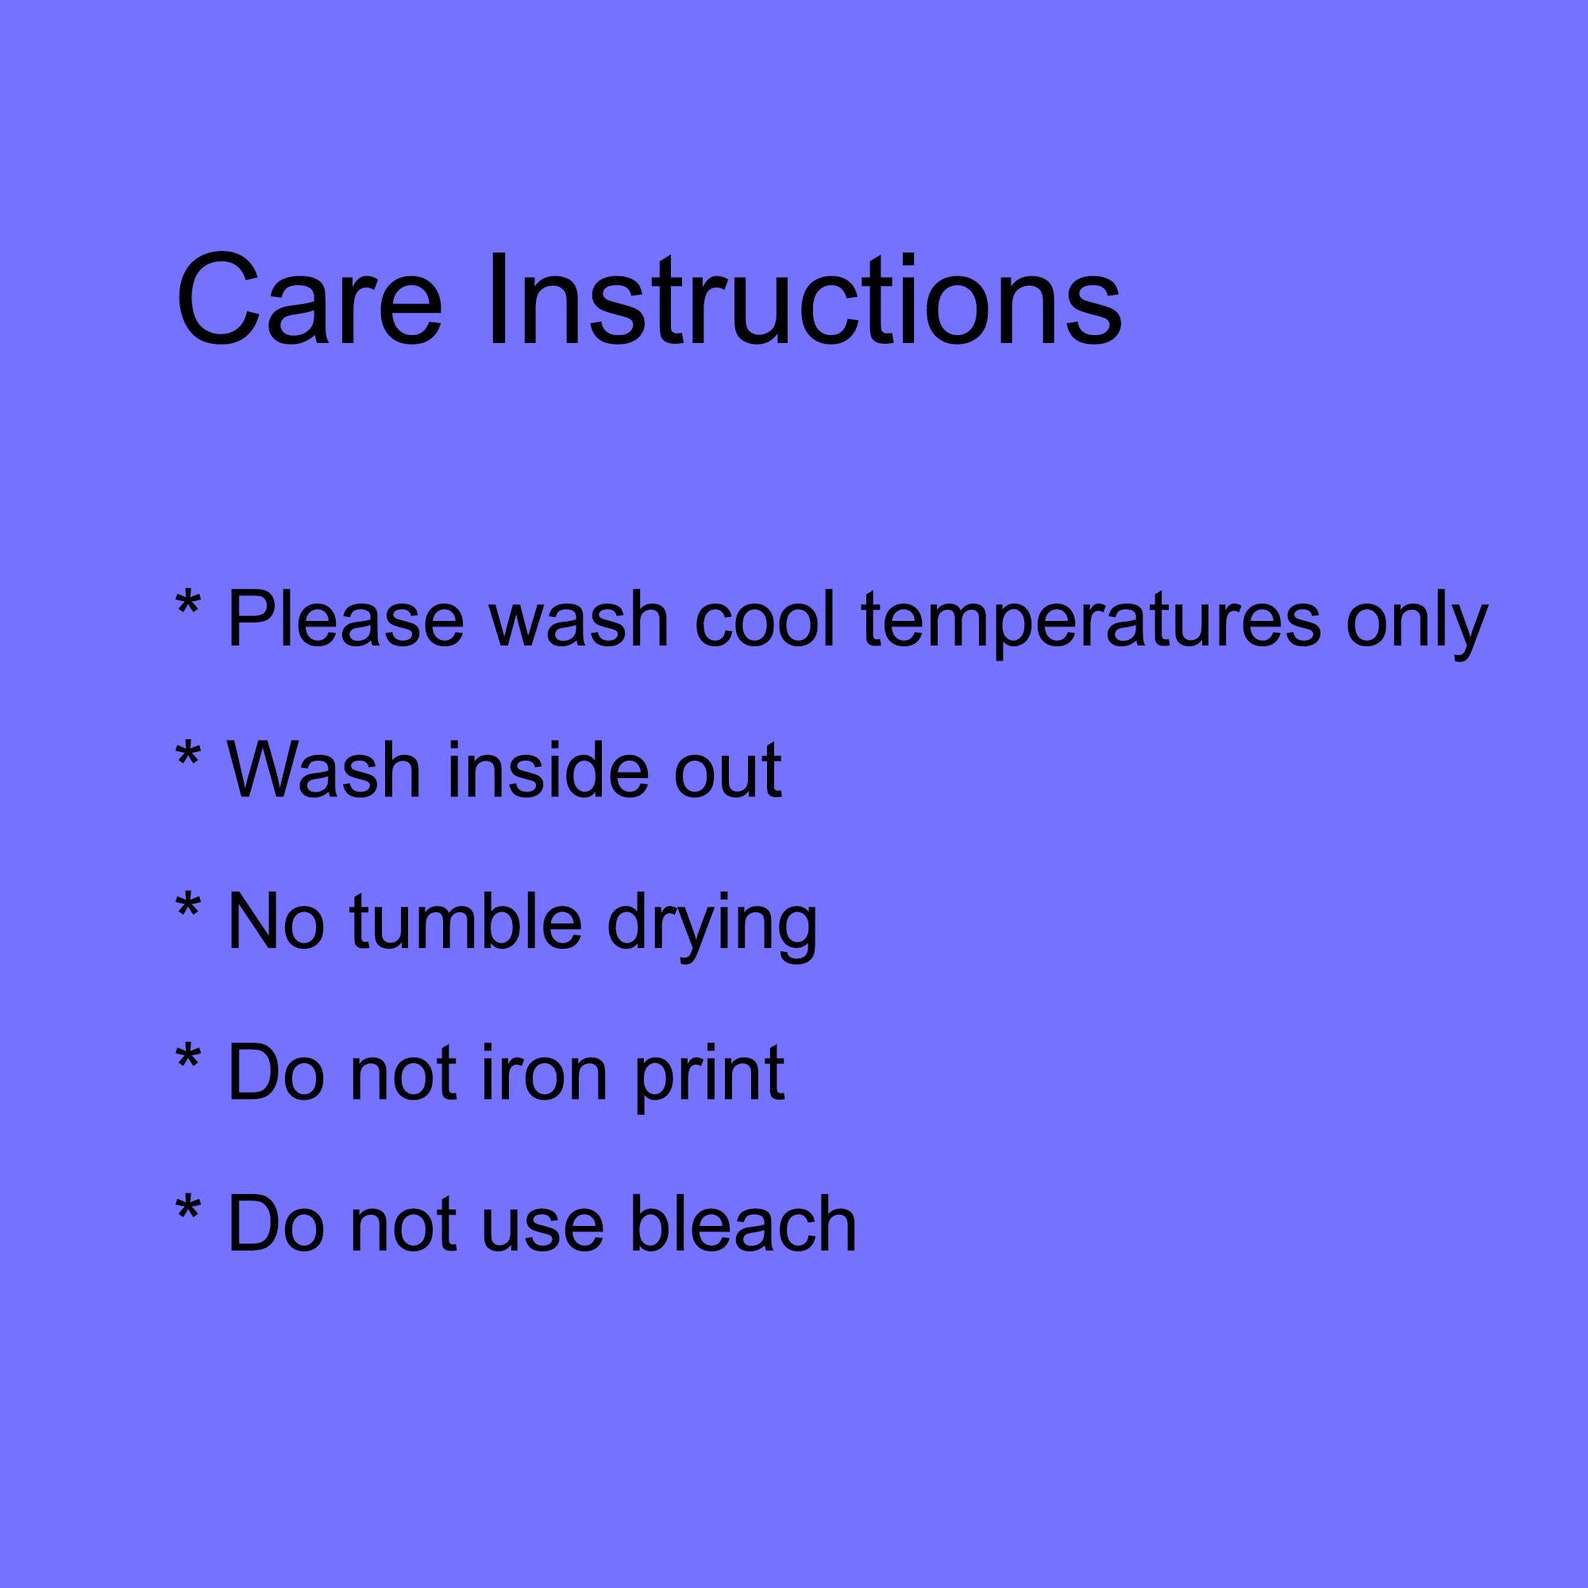 Care Instructions
* Please wash cool temperatures only
* Wash inside out
* No tumble drying
* Do not iron print
* Do not use bleach